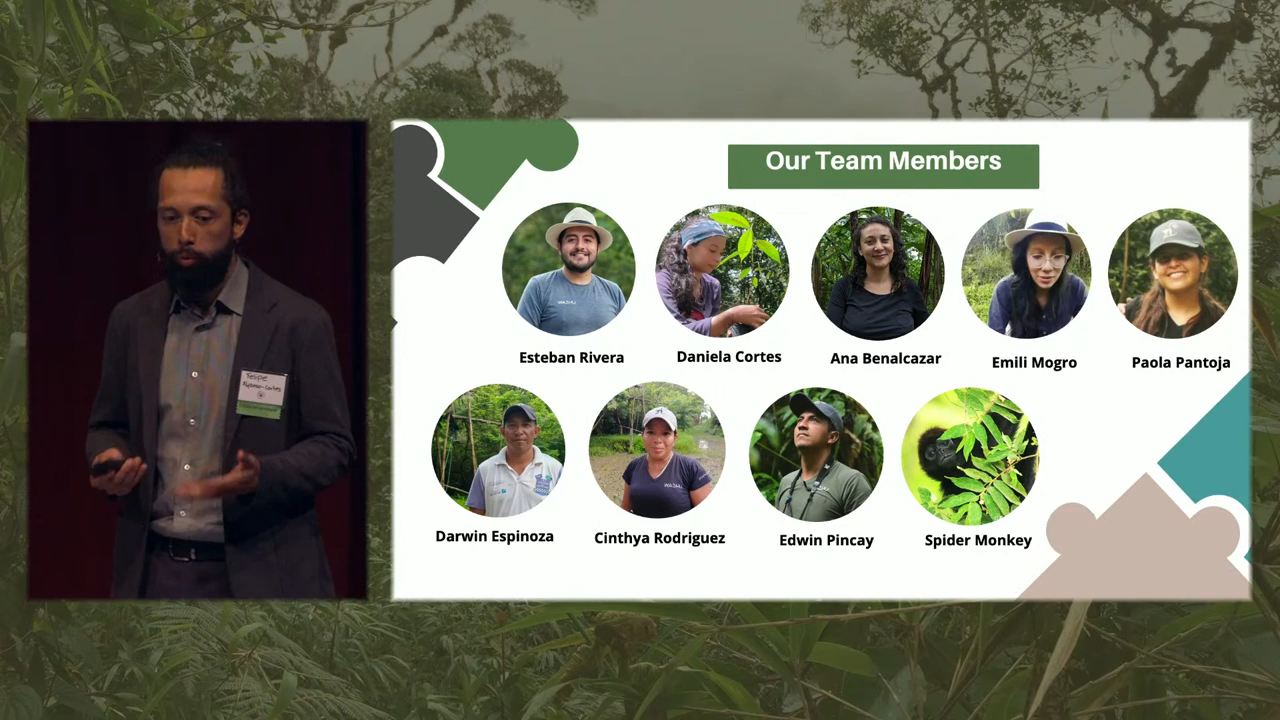 Our Team Members
Esteban Rivera
Daniela Cortes
Ana Benalcazar
Emili Mogro
Paola Pantoja
Darwin Espinoza
Cinthya Rodriguez
Edwin Pincay
Spider Monkey
Felipe